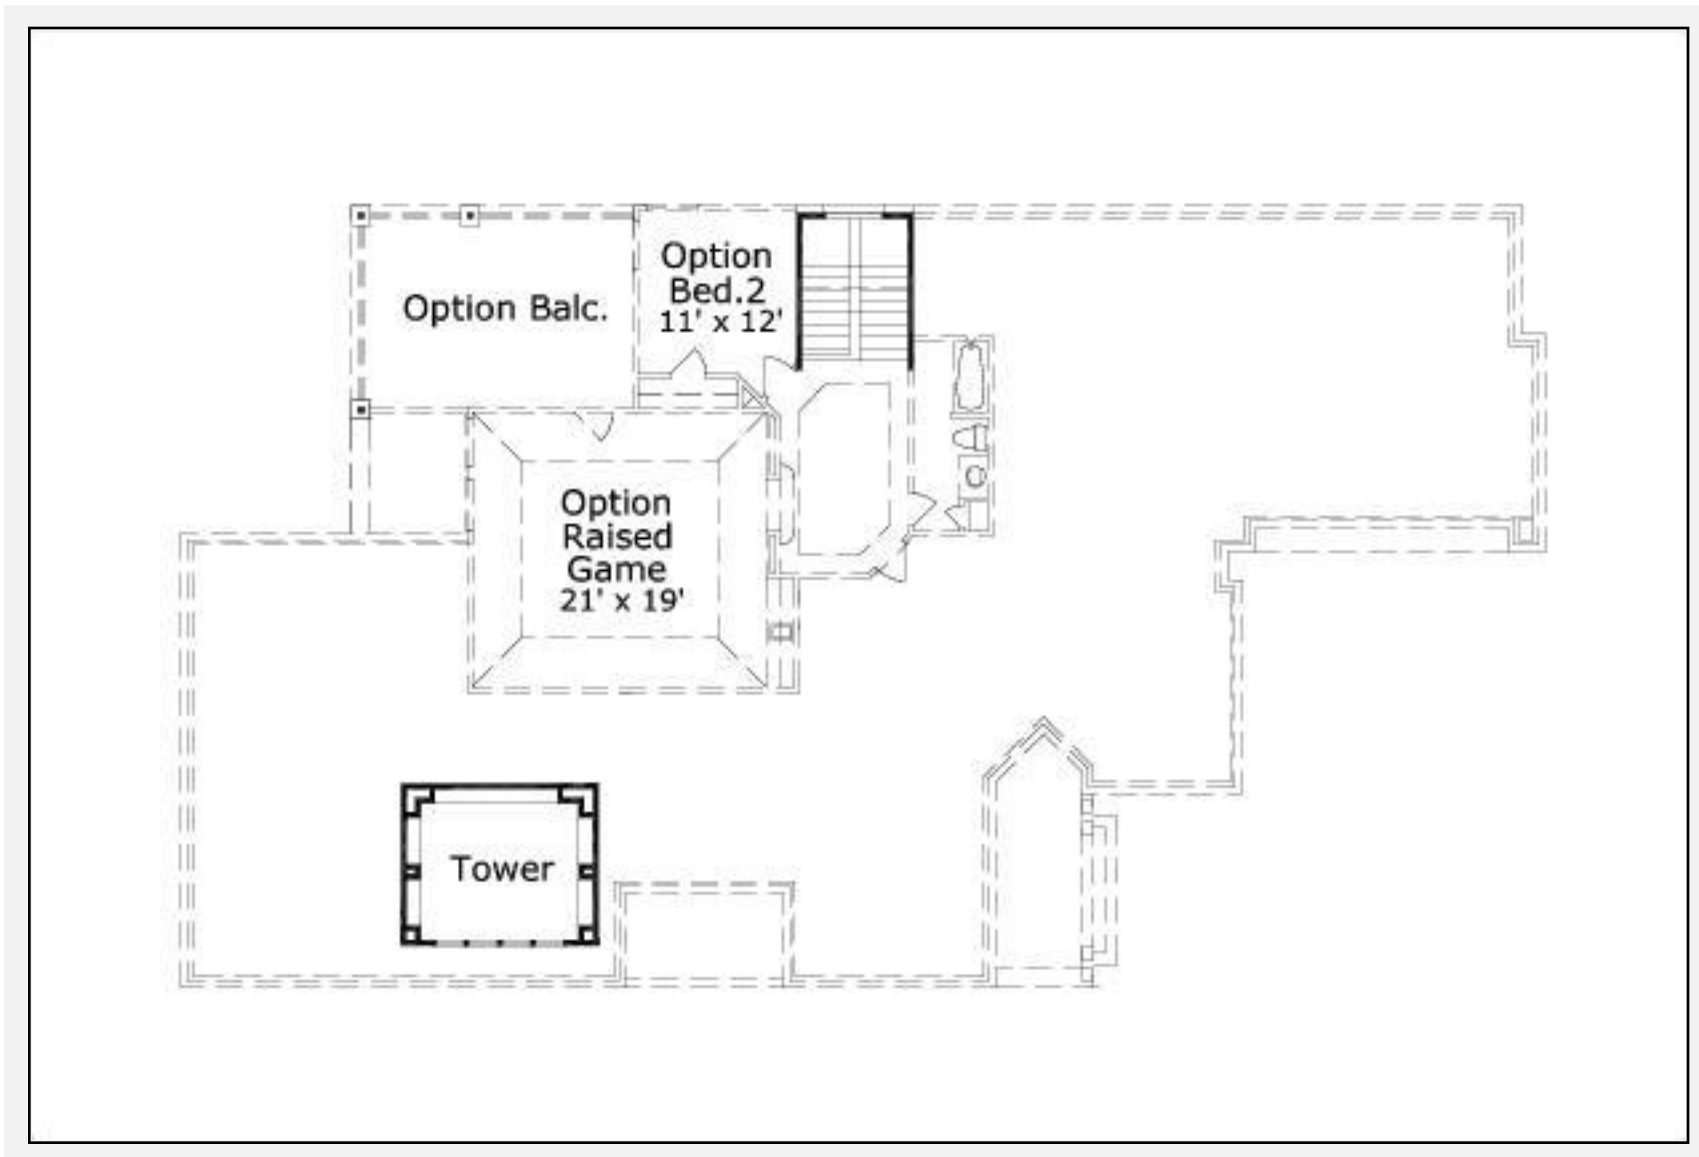 Option
Bed.2
11' x 12'
Option Balc.
Option
Raised
Game
21' x 19'
Tower